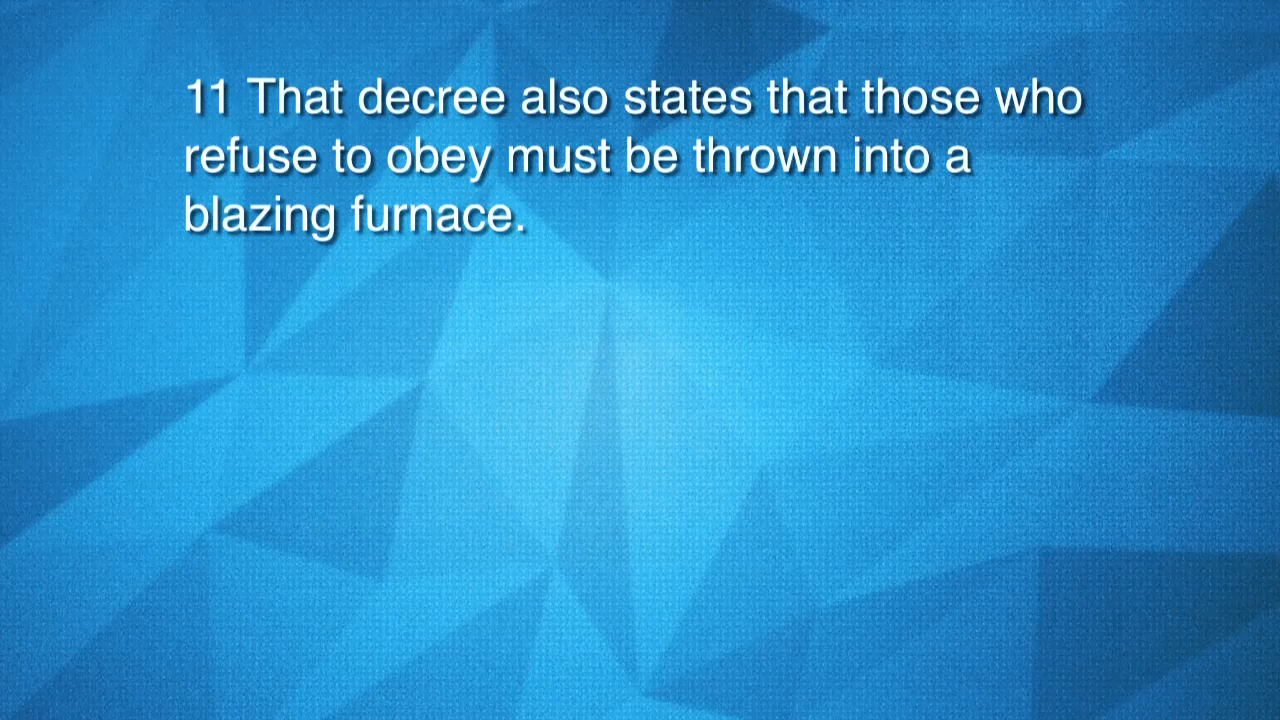 11 That decree also states that those who
refuse to obey must be thrown into a
blazing furnace.